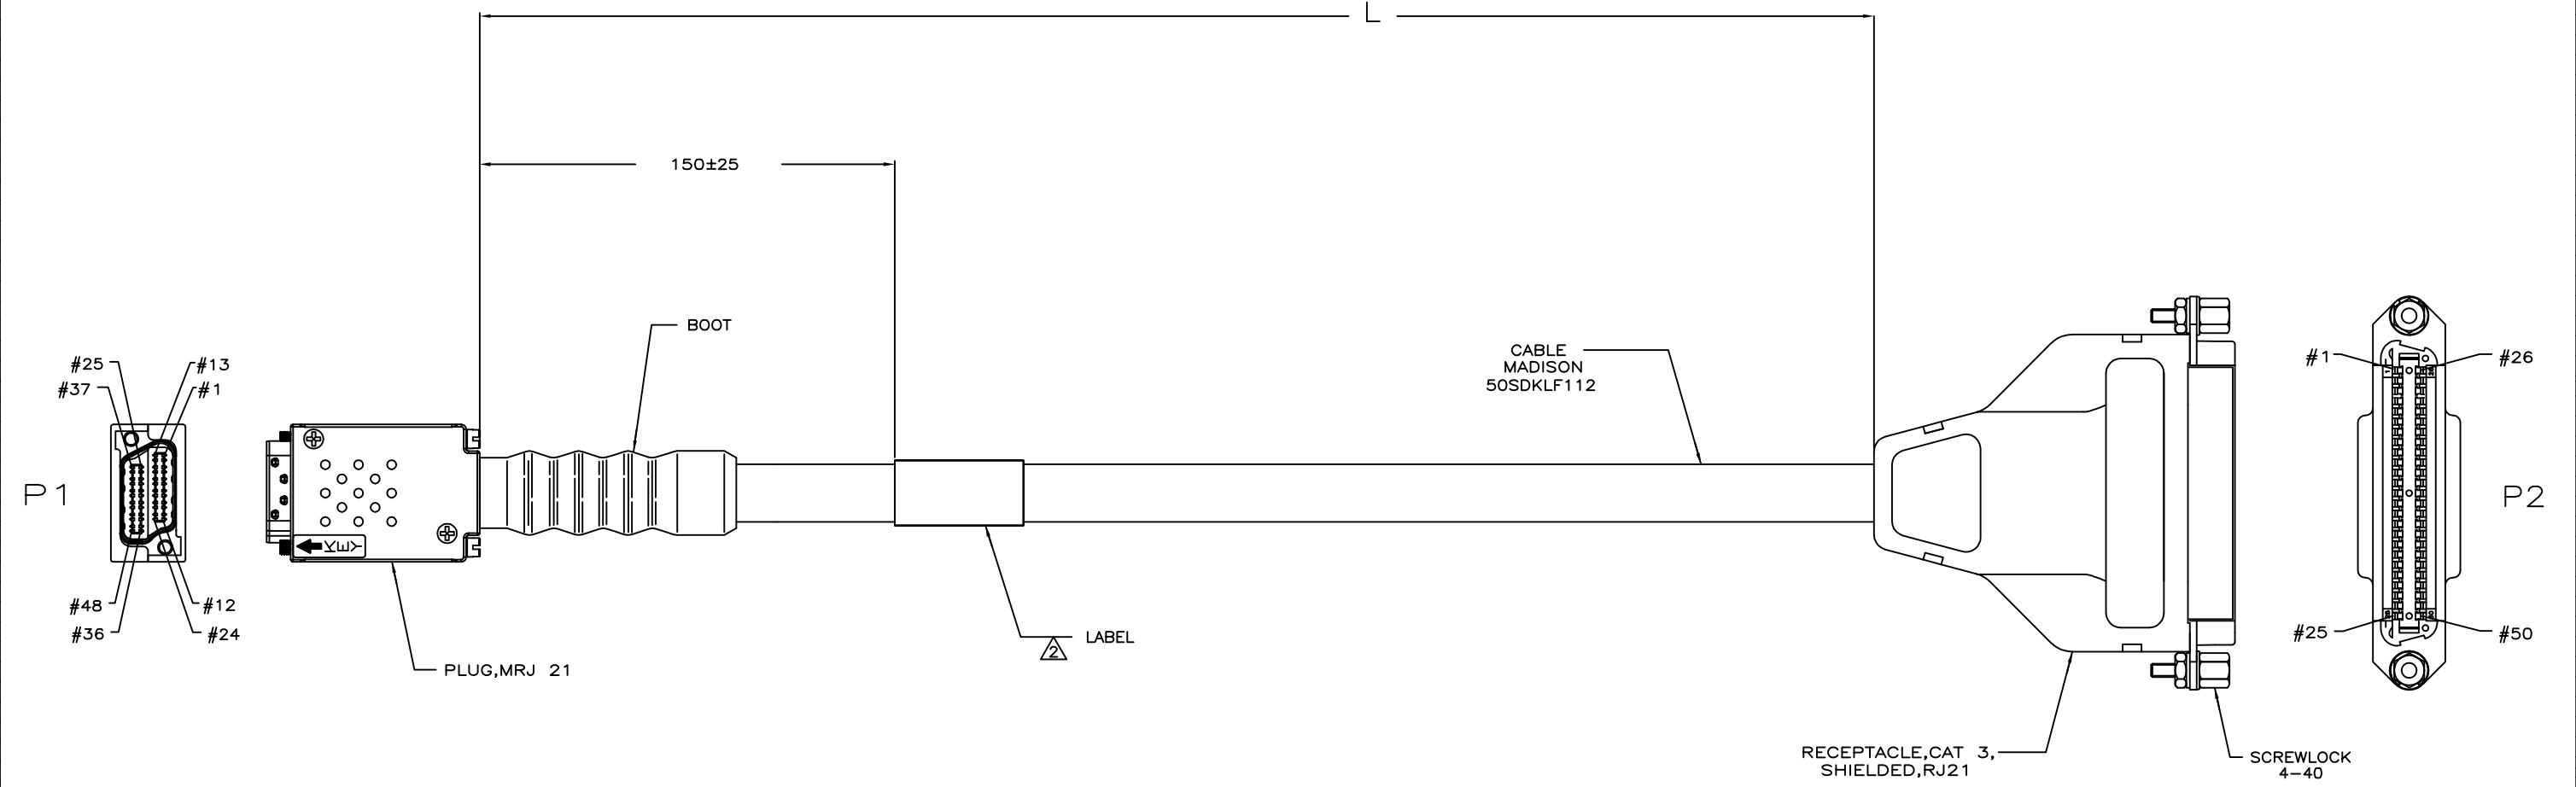 L
150±25
BOOT
CABLE
MADISON
50SDKLF112
#25
#13
#37
#1
P1
KEY
#48
#12
#36
#24
PLUG,MRJ 21
LABEL
2
#1
#26
P2
#25
#50
RECEPTACLE,CAT 3,
SHIELDED,RJ21
SCREWLOCK
4-40